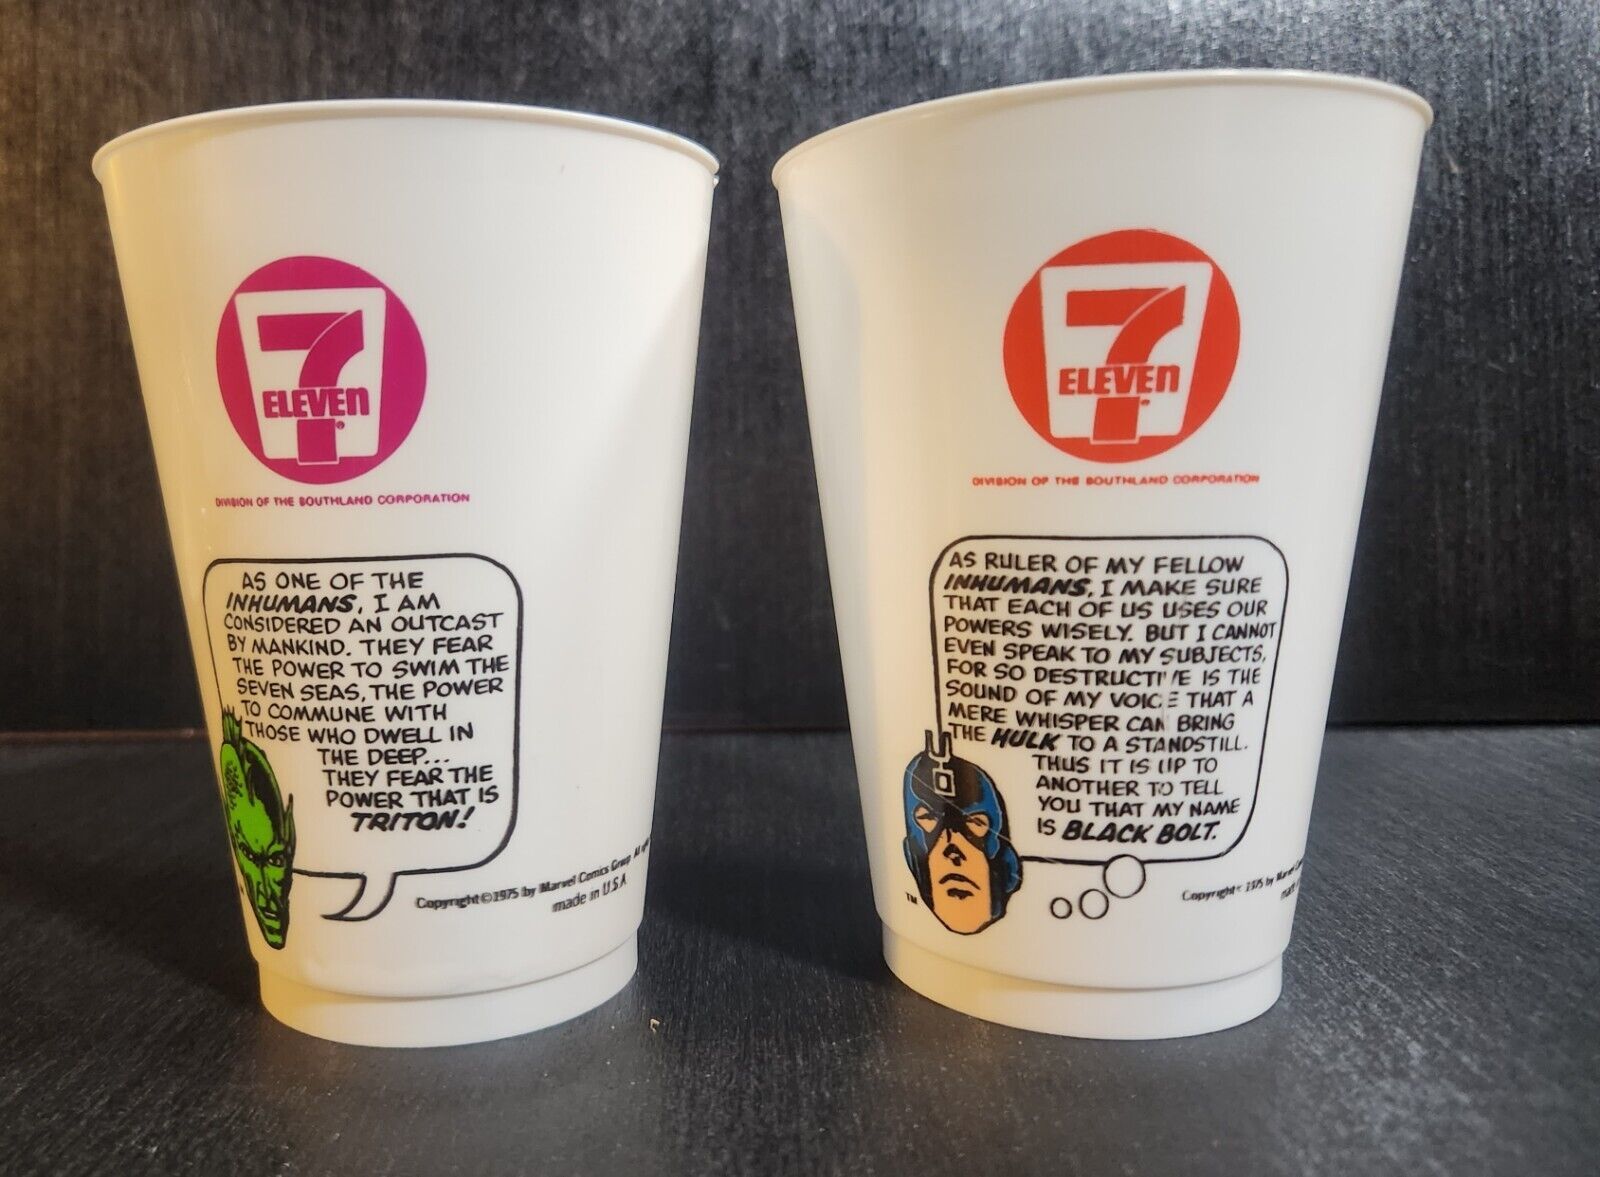 7
ELEVEn
®
DIVISION OF THE SOUTHLAND CORPORATION
AS ONE OF THE
INHUMANS, I AM
CONSIDERED AN OUTCAST
BY MANKIND. THEY FEAR
THE POWER TO SWIM THE
SEVEN SEAS, THE POWER
TO COMMUNE WITH
THOSE WHO DWELL IN
THE DEEP...
THEY FEAR THE
POWER THAT IS
TRITON!
Copyright © 1975 by Marvel Comics Group All
made in U.S.A.
7
ELEVEn
®
DIVISION OF THE SOUTHLAND CORPORATION
AS RULER OF MY FELLOW
INHUMANS, I MAKE SURE
THAT EACH OF US USES OUR
POWERS WISELY. BUT I CANNOT
EVEN SPEAK TO MY SUBJECTS,
FOR SO DESTRUCTIVE IS THE
SOUND OF MY VOICE THAT A
MERE WHISPER CAN BRING
THE HULK TO A STANDSTILL.
THUS IT IS UP TO
ANOTHER TO TELL
YOU THAT MY NAME
IS BLACK BOLT.
TM
Copyright © 1975 by Marvel